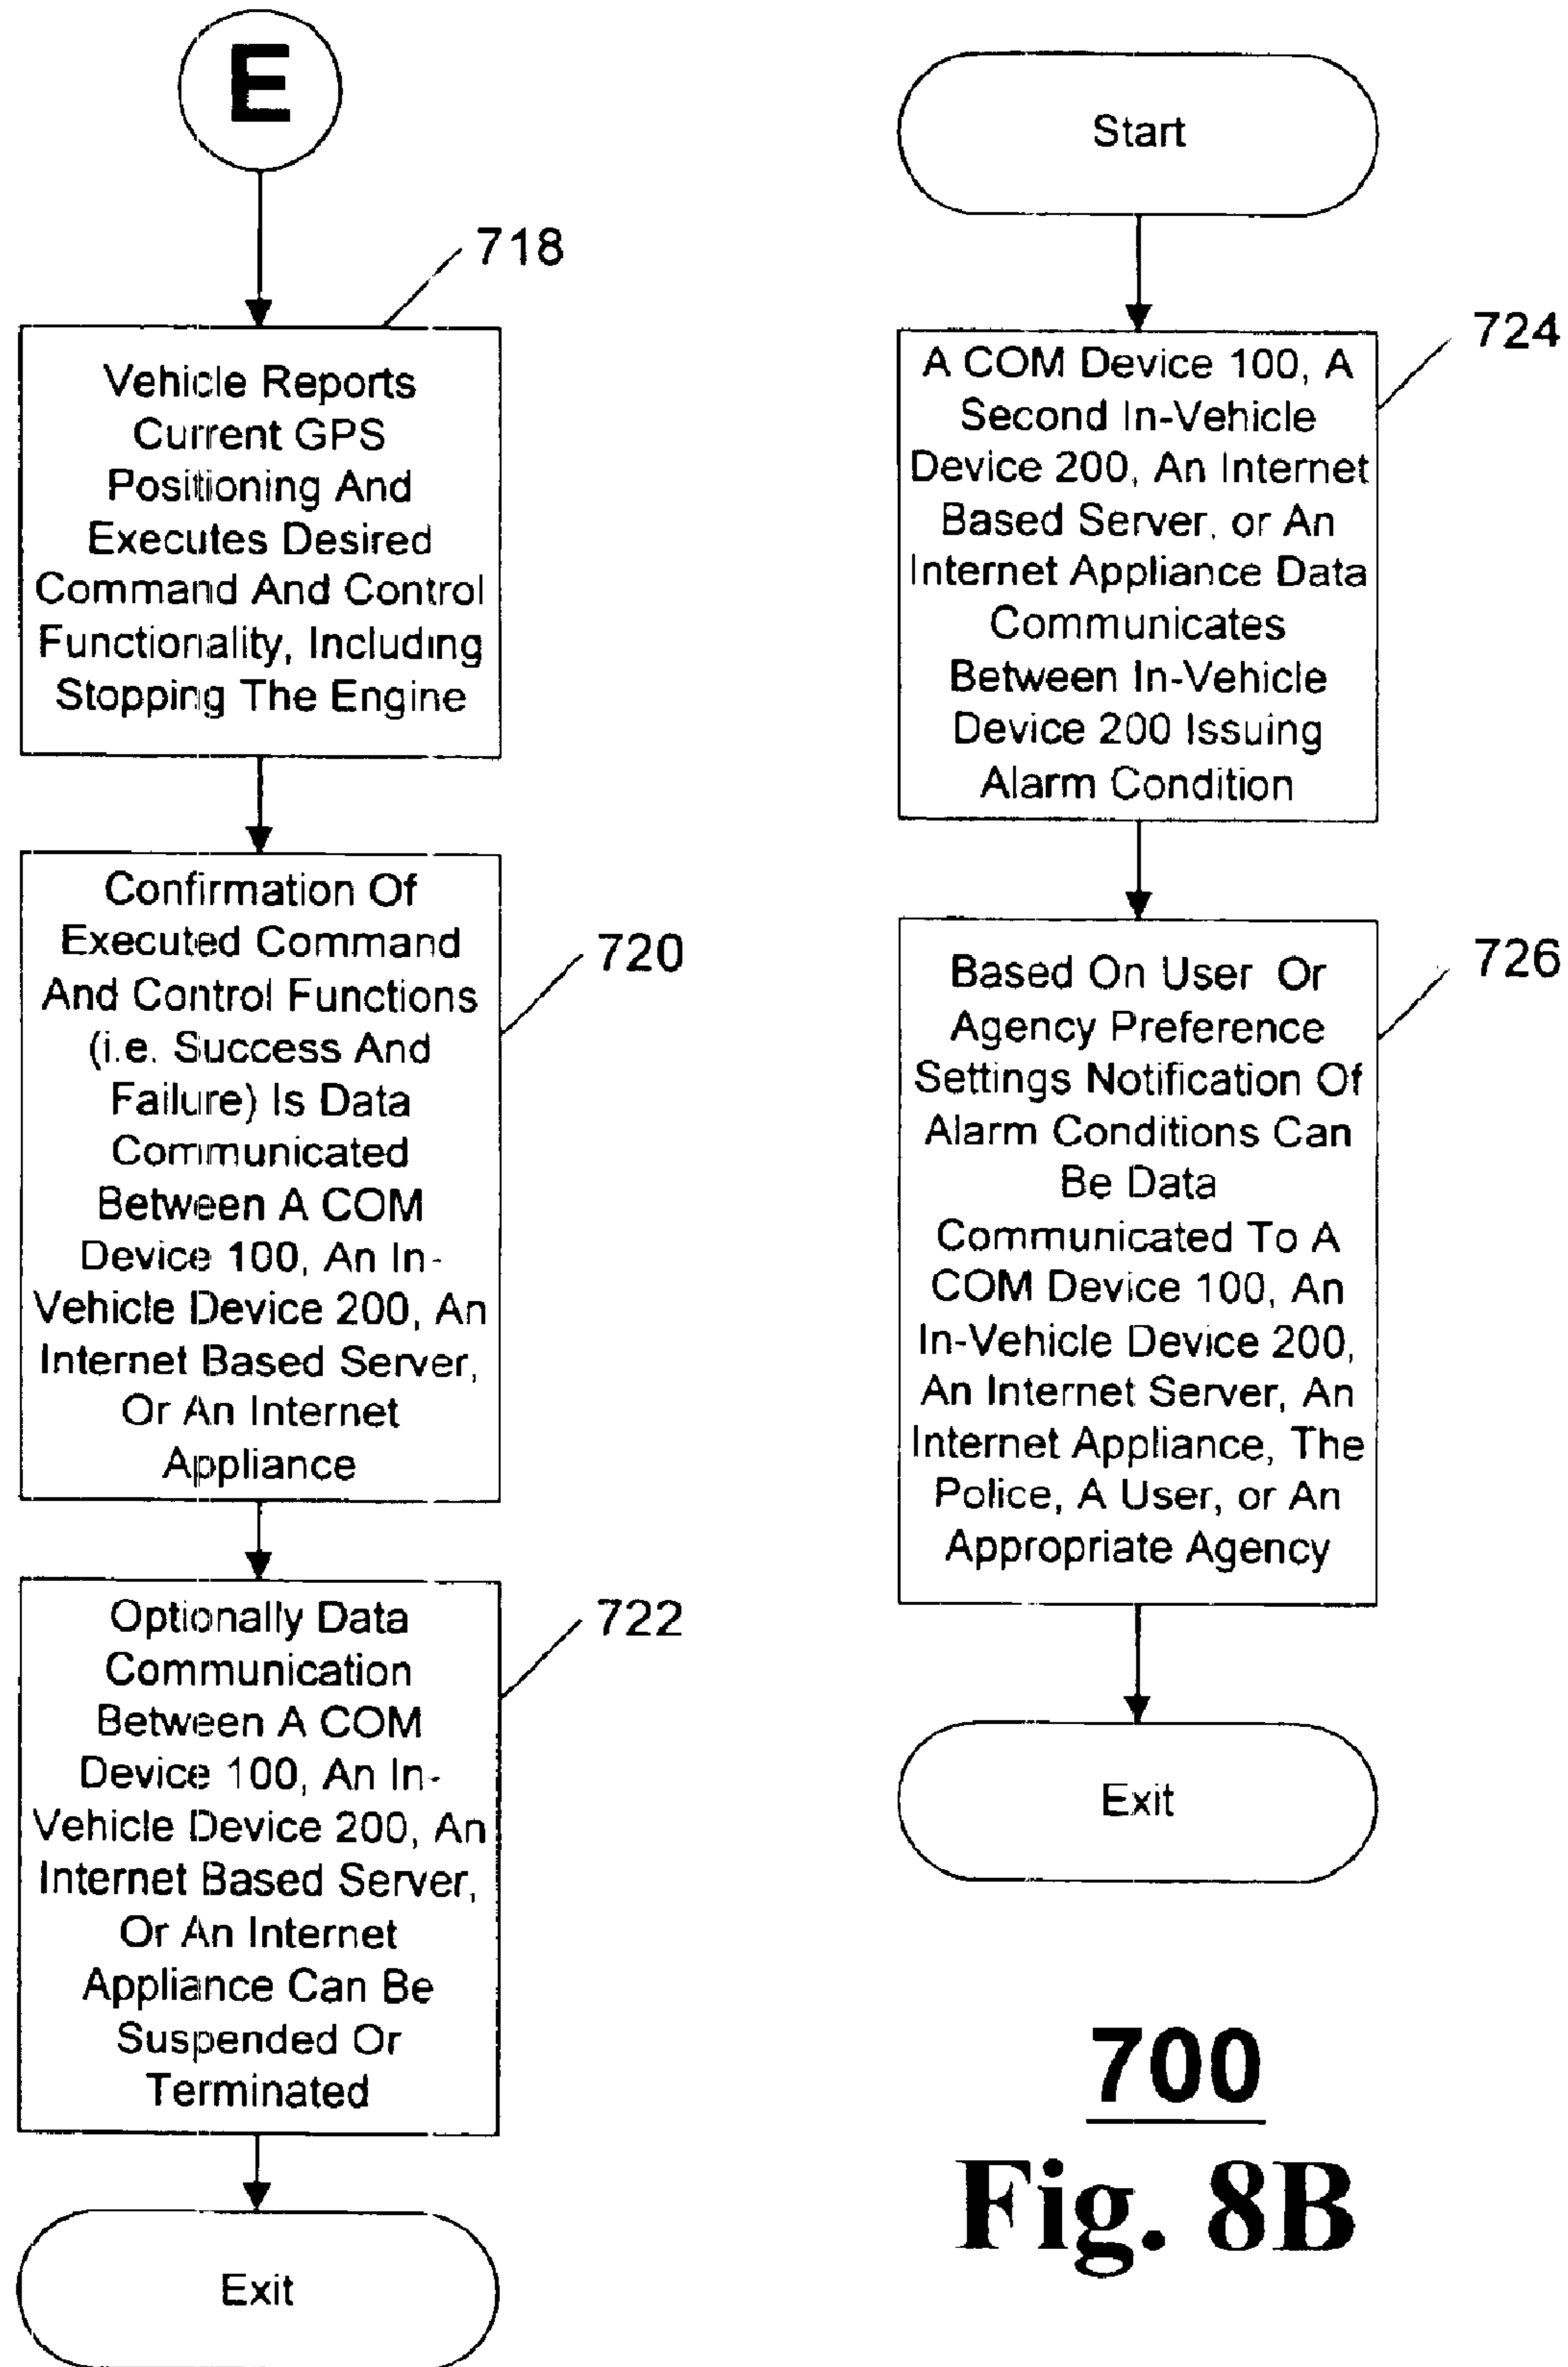 E
718
Vehicle Reports
Current GPS
Positioning And
Executes Desired
Command And Control
Functionality, Including
Stopping The Engine
Confirmation Of
Executed Command
And Control Functions
(i.e. Success And
Failure) Is Data
Communicated
Between A COM
Device 100, An In-
Vehicle Device 200, An
Internet Based Server,
Or An Internet
Appliance
720
Optionally Data
Communication
Between A COM
Device 100, An In-
Vehicle Device 200, An
Internet Based Server,
Or An Internet
Appliance Can Be
Suspended Or
Terminated
722
Exit
Start
724
A COM Device 100, A
Second In-Vehicle
Device 200, An Internet
Based Server, or An
Internet Appliance Data
Communicates
Between In-Vehicle
Device 200 Issuing
Alarm Condition
726
Based On User Or
Agency Preference
Settings Notification Of
Alarm Conditions Can
Be Data
Communicated To A
COM Device 100, An
In-Vehicle Device 200,
An Internet Server, An
Internet Appliance, The
Police, A User, or An
Appropriate Agency
Exit
700
Fig. 8B